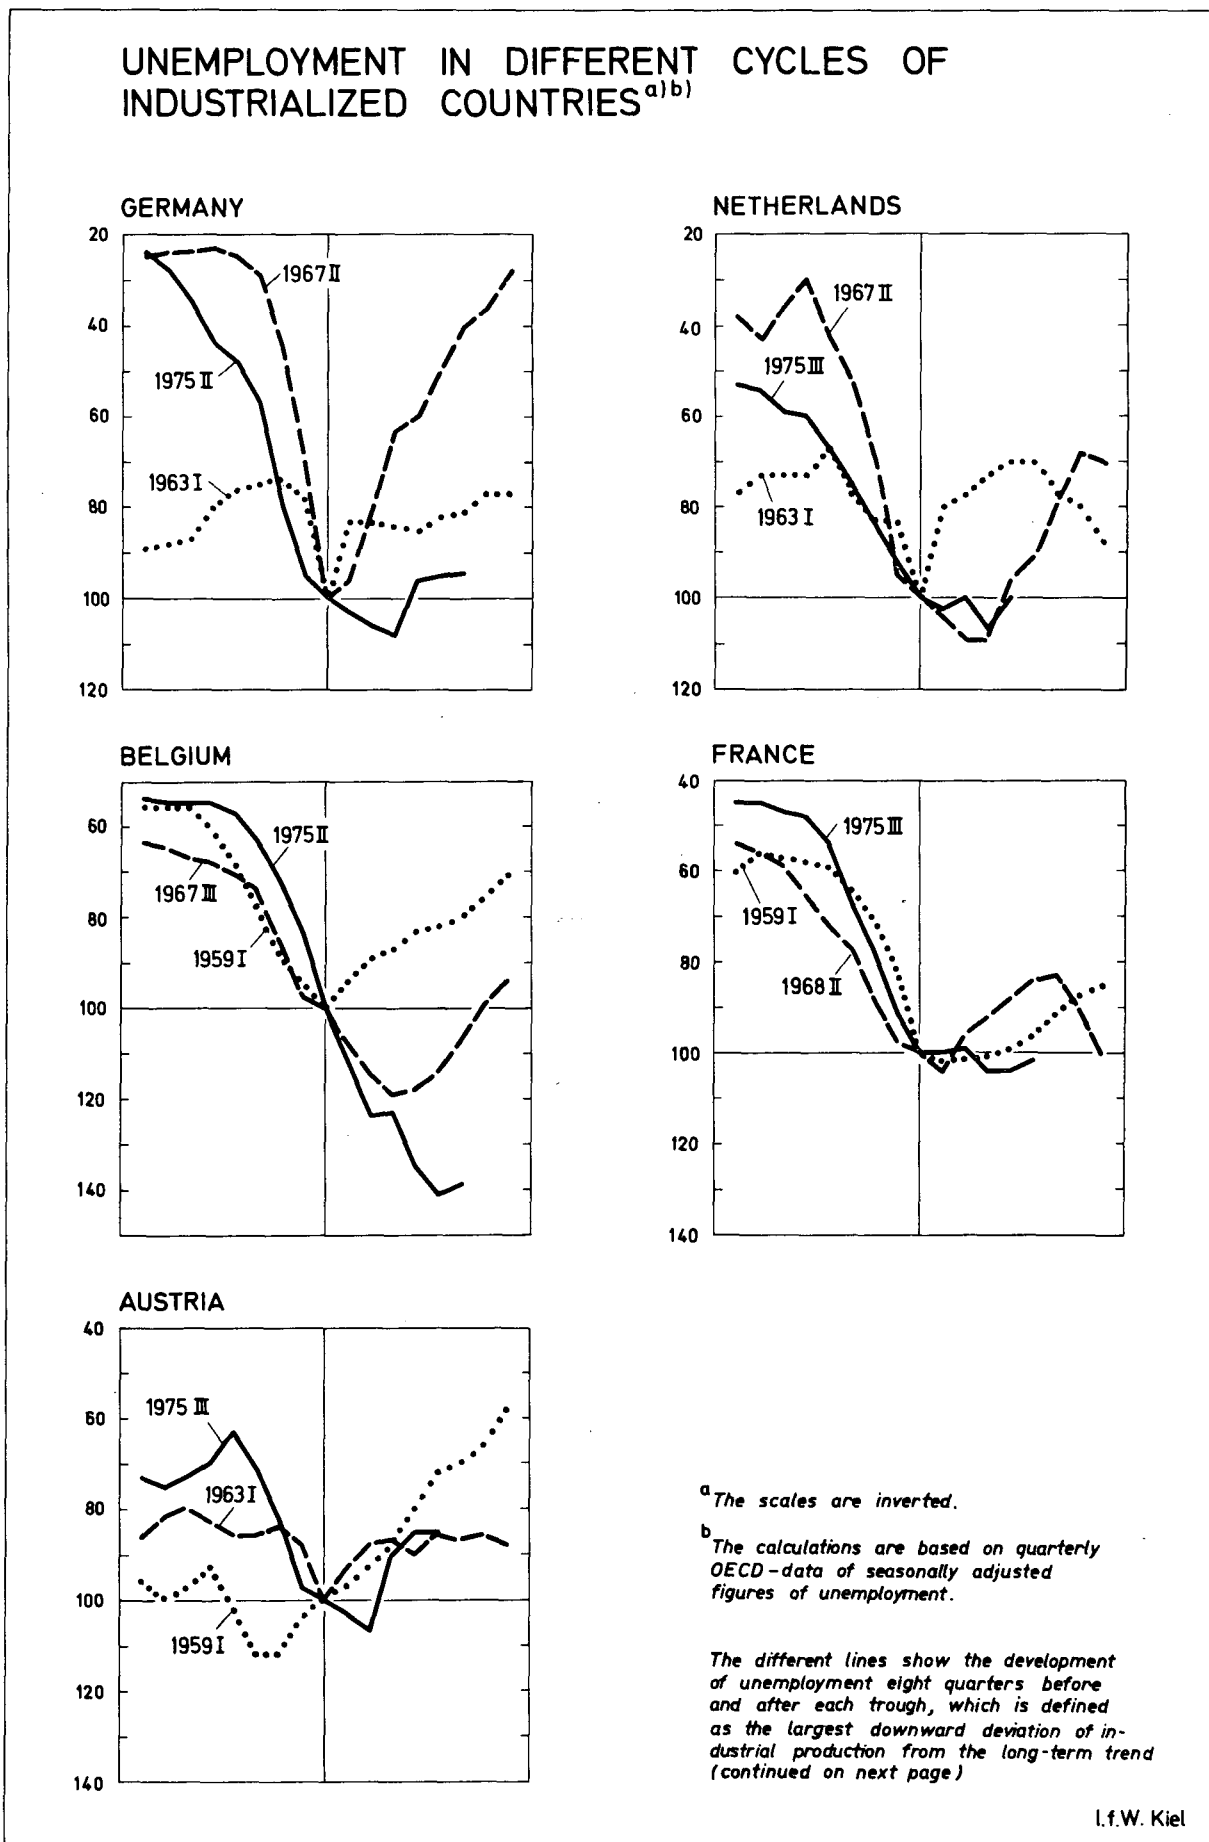 UNEMPLOYMENT IN DIFFERENT CYCLES OF
INDUSTRIALIZED COUNTRIES a)b)
GERMANY
20
40
60
80
100
120
1967 II
1975 II
1963 I
NETHERLANDS
20
40
60
80
100
120
1967 II
1975 III
1963 I
BELGIUM
60
80
100
120
140
1975 II
1967 III
1959 I
FRANCE
40
60
80
100
120
140
1975 III
1959 I
1968 II
AUSTRIA
40
60
80
100
120
140
1975 III
1963 I
1959 I
a The scales are inverted.
b The calculations are based on quarterly
OECD-data of seasonally adjusted
figures of unemployment.
The different lines show the development
of unemployment eight quarters before
and after each trough, which is defined
as the largest downward deviation of in-
dustrial production from the long-term trend
(continued on next page)
I.f.W. Kiel